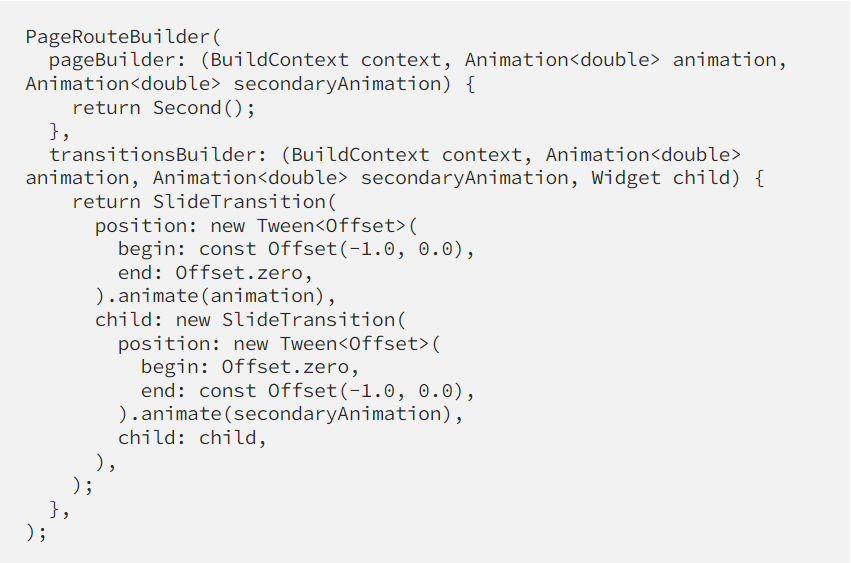 PageRouteBuilder(
  pageBuilder: (BuildContext context, Animation<double> animation,
Animation<double> secondaryAnimation) {
    return Second();
  },
  transitionsBuilder: (BuildContext context, Animation<double>
animation, Animation<double> secondaryAnimation, Widget child) {
    return SlideTransition(
      position: new Tween<Offset>(
        begin: const Offset(-1.0, 0.0),
        end: Offset.zero,
      ).animate(animation),
      child: new SlideTransition(
        position: new Tween<Offset>(
          begin: Offset.zero,
          end: const Offset(-1.0, 0.0),
        ).animate(secondaryAnimation),
        child: child,
      ),
    );
  },
);